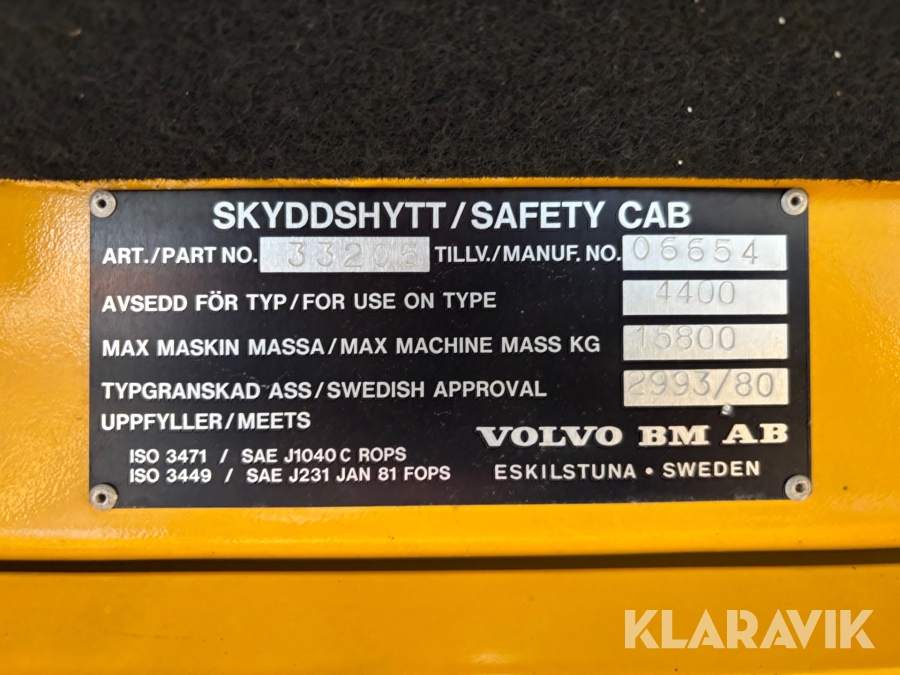 SKYDDSHYTT/SAFETY CAB
ART./PART NO. 33205 TILLV./MANUF. NO. 06654
AVSEDD FÖR TYP/FOR USE ON TYPE 4400
MAX MASKIN MASSA/MAX MACHINE MASS KG 15800
TYPGRANSKAD ASS/SWEDISH APPROVAL 2993/80
UPPFYLLER/MEETS
ISO 3471 / SAE J1040 C ROPS
ISO 3449 / SAE J231 JAN 81 FOPS
VOLVO BM AB
ESKILSTUNA • SWEDEN
KLARAVIK